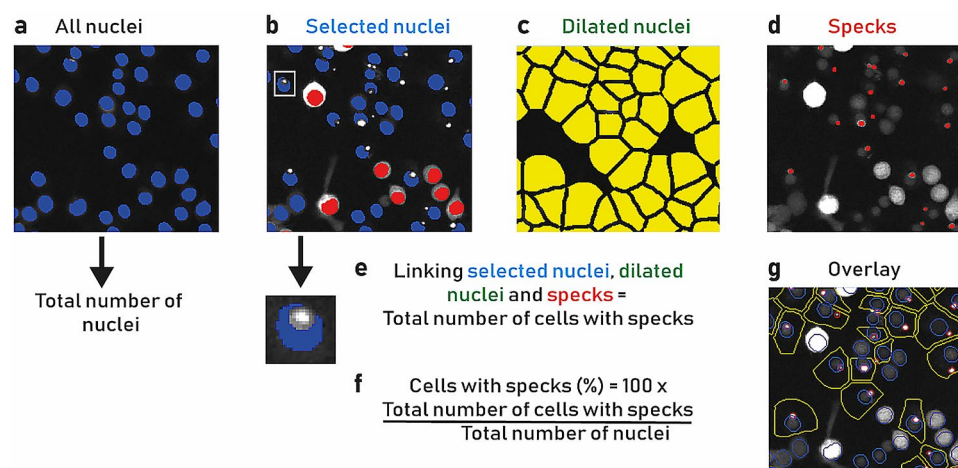 a All nuclei
b Selected nuclei
c Dilated nuclei
d Specks
Total number of
nuclei
e Linking selected nuclei, dilated
nuclei and specks =
Total number of cells with specks
f Cells with specks (%) = 100 x
Total number of cells with specks
Total number of nuclei
g Overlay